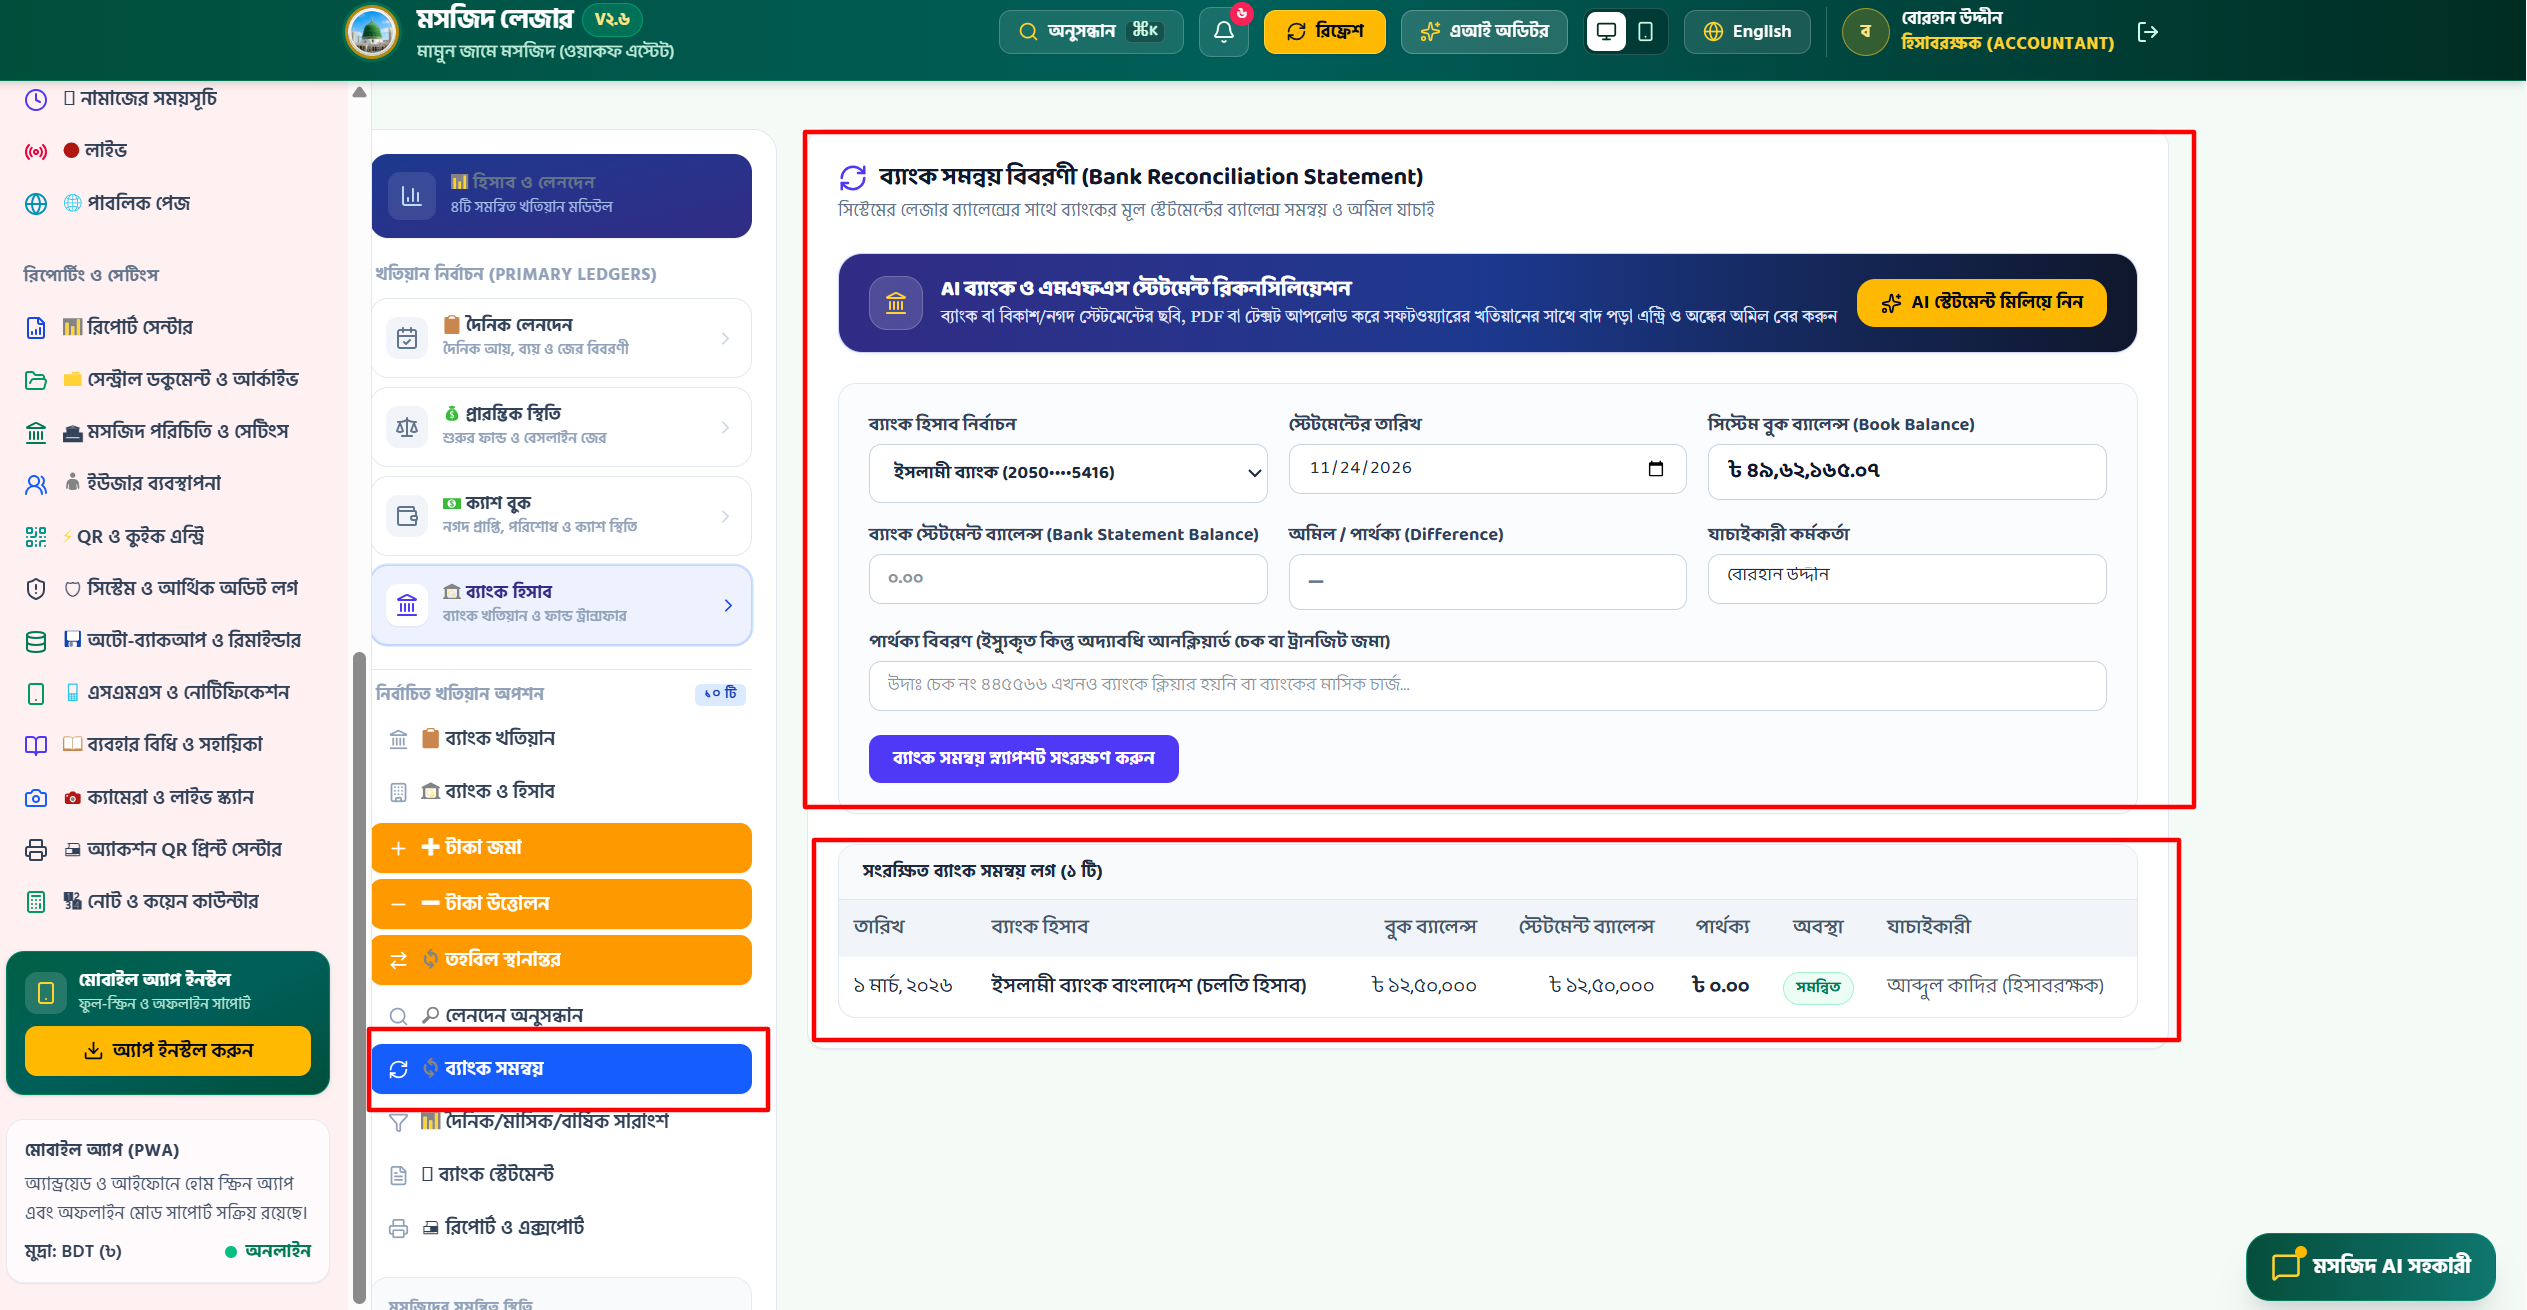 মসজিদ লেজার V২.৬
মামুন জামে মসজিদ (ওয়াকফ এস্টেট)
অনুসন্ধান ⌘K
৬
রিফ্রেশ
এআই অডিটর
English
ব
বোরহান উদ্দীন
হিসাবরক্ষক (ACCOUNTANT)
নামাজের সময়সূচি
লাইভ
পাবলিক পেজ
রিপোর্টিং ও সেটিংস
রিপোর্ট সেন্টার
সেন্ট্রাল ডকুমেন্ট ও আর্কাইভ
মসজিদ পরিচিতি ও সেটিংস
ইউজার ব্যবস্থাপনা
QR ও কুইক এন্ট্রি
সিস্টেম ও আর্থিক অডিট লগ
অটো-ব্যাকআপ ও রিমাইন্ডার
এসএমএস ও নোটিফিকেশন
ব্যবহার বিধি ও সহায়িকা
ক্যামেরা ও লাইভ স্ক্যান
অ্যাকশন QR প্রিন্ট সেন্টার
নোট ও কয়েন কাউন্টার
মোবাইল অ্যাপ ইনস্টল
ফুল-স্ক্রিন ও অফলাইন সাপোর্ট
অ্যাপ ইনস্টল করুন
মোবাইল অ্যাপ (PWA)
অ্যান্ড্রয়েড ও আইফোনে হোম স্ক্রিন অ্যাপ
এবং অফলাইন মোড সাপোর্ট সক্রিয় রয়েছে।
মুদ্রা: BDT (৳)
অনলাইন
হিসাব ও লেনদেন
৪টি সমন্বিত খতিয়ান মডিউল
খতিয়ান নির্বাচন (PRIMARY LEDGERS)
দৈনিক লেনদেন
দৈনিক আয়, ব্যয় ও জের বিবরণী
প্রারম্ভিক স্থিতি
শুরুর ফান্ড ও বেসলাইন জের
ক্যাশ বুক
নগদ প্রাপ্তি, পরিশোধ ও ক্যাশ স্থিতি
ব্যাংক হিসাব
ব্যাংক খতিয়ান ও ফান্ড ট্রান্সফার
নির্বাচিত খতিয়ান অপশন
১০ টি
ব্যাংক খতিয়ান
ব্যাংক ও হিসাব
টাকা জমা
টাকা উত্তোলন
তহবিল স্থানান্তর
লেনদেন অনুসন্ধান
ব্যাংক সমন্বয়
দৈনিক/মাসিক/বার্ষিক সারাংশ
ব্যাংক স্টেটমেন্ট
রিপোর্ট ও এক্সপোর্ট
মসজিদের সমন্বিত স্থিতি
ব্যাংক সমন্বয় বিবরণী (Bank Reconciliation Statement)
সিস্টেমের লেজার ব্যালেন্সের সাথে ব্যাংকের মূল স্টেটমেন্টের ব্যালেন্স সমন্বয় ও অমিল যাচাই
AI ব্যাংক ও এমএফএস স্টেটমেন্ট রিকনসিলিয়েশন
ব্যাংক বা বিকাশ/নগদ স্টেটমেন্টের ছবি, PDF বা টেক্সট আপলোড করে সফটওয়্যারের খতিয়ানের সাথে বাদ পড়া এন্ট্রি ও অঙ্কের অমিল বের করুন
AI স্টেটমেন্ট মিলিয়ে নিন
ব্যাংক হিসাব নির্বাচন
ইসলামী ব্যাংক (2050••••5416)
স্টেটমেন্টের তারিখ
11/24/2026
সিস্টেম বুক ব্যালেন্স (Book Balance)
৳ ৪৯,৬২,১৬৫.০৭
ব্যাংক স্টেটমেন্ট ব্যালেন্স (Bank Statement Balance)
০.০০
অমিল / পার্থক্য (Difference)
—
যাচাইকারী কর্মকর্তা
বোরহান উদ্দীন
পার্থক্য বিবরণ (ইস্যুকৃত কিন্তু অদ্যাবধি আনক্লিয়ার্ড চেক বা ট্রানজিট জমা)
উদাঃ চেক নং ৪৪৫৫৬৬ এখনও ব্যাংকে ক্লিয়ার হয়নি বা ব্যাংকের মাসিক চার্জ...
ব্যাংক সমন্বয় স্ন্যাপশট সংরক্ষণ করুন
সংরক্ষিত ব্যাংক সমন্বয় লগ (১ টি)
তারিখ ব্যাংক হিসাব বুক ব্যালেন্স স্টেটমেন্ট ব্যালেন্স পার্থক্য অবস্থা যাচাইকারী
১ মার্চ, ২০২৬ ইসলামী ব্যাংক বাংলাদেশ (চলতি হিসাব) ৳ ১২,৫০,০০০ ৳ ১২,৫০,০০০ ৳ ০.০০ সমন্বিত আব্দুল কাদির (হিসাবরক্ষক)
মসজিদ AI সহকারী